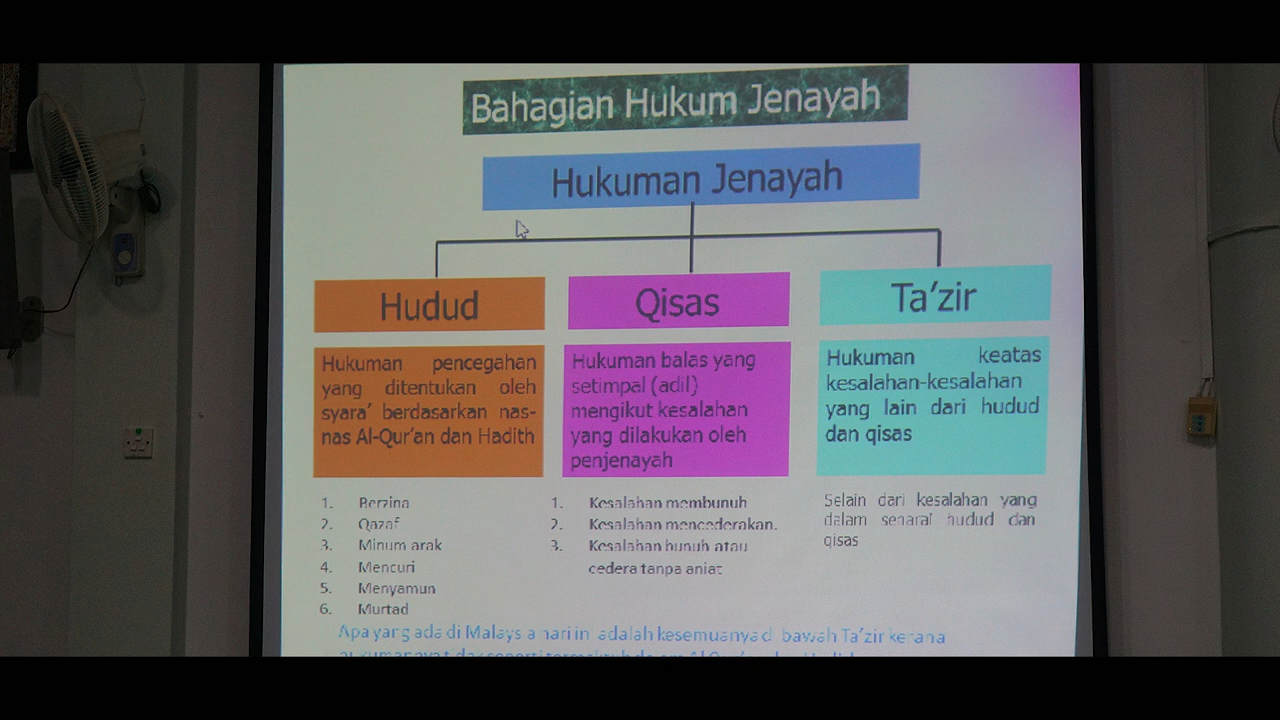 Bahagian Hukum Jenayah
Hukuman Jenayah
Hudud
Hukuman pencegahan
yang ditentukan oleh
syara' berdasarkan nas-
nas Al-Qur'an dan Hadith
1. Berzina
2. Qazaf
3. Minum arak
4. Mencuri
5. Menyamun
6. Murtad
Qisas
Hukuman balas yang
setimpal (adil)
mengikut kesalahan
yang dilakukan oleh
penjenayah
1. Kesalahan membunuh
2. Kesalahan mencederakan.
3. Kesalahan bunuh atau
cedera tanpa aniat
Ta'zir
Hukuman keatas
kesalahan-kesalahan
yang lain dari hudud
dan qisas
Selain dari kesalahan yang
dalam senarai hudud dan
qisas
Apa yang ada di Malaysia hari ini adalah kesemuanya di bawah Ta'zir kerana